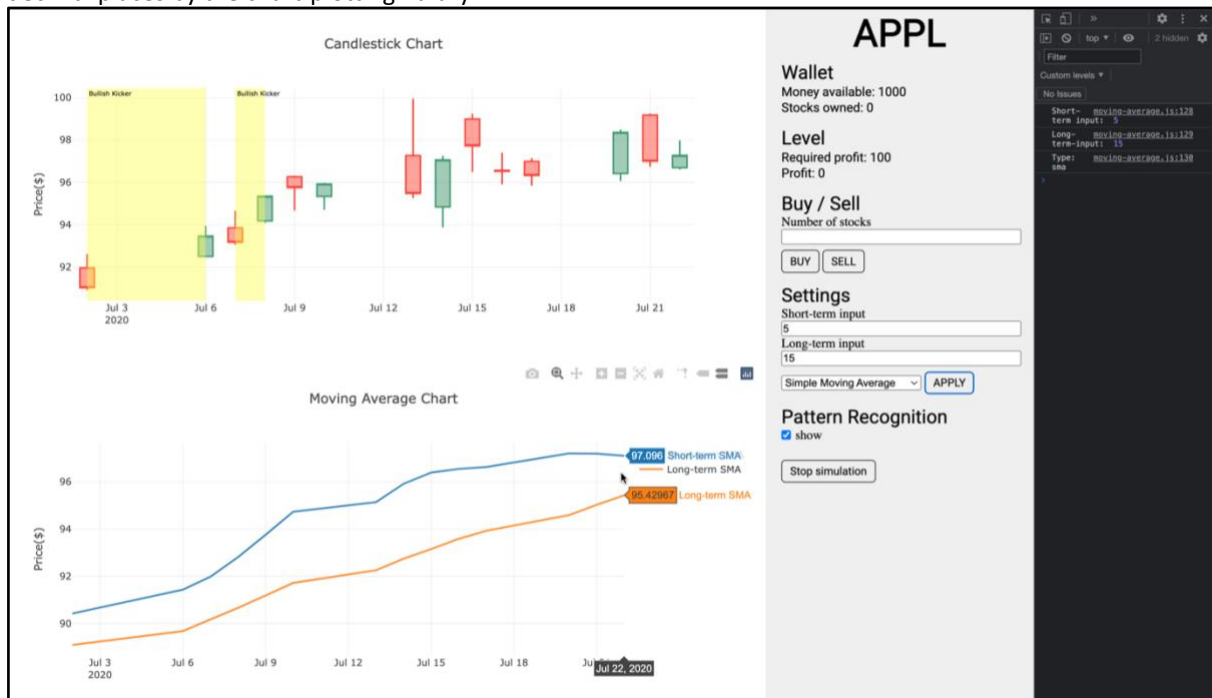 Candlestick Chart
Bullish Kicker
Bullish Kicker
100
98
96
94
92
Price($)
Jul 3
2020
Jul 6
Jul 9
Jul 12
Jul 15
Jul 18
Jul 21
Moving Average Chart
97.096 Short-term SMA
Long-term SMA
95.42967 Long-term SMA
96
94
92
90
Price($)
Jul 3
2020
Jul 6
Jul 9
Jul 12
Jul 15
Jul 18
Jul 22, 2020
APPL
Wallet
Money available: 1000
Stocks owned: 0
Level
Required profit: 100
Profit: 0
Buy / Sell
Number of stocks
BUY SELL
Settings
Short-term input
5
Long-term input
15
Simple Moving Average APPLY
Pattern Recognition
show
Stop simulation
top 2 hidden
Filter
Custom levels
No Issues
Short- moving-average.js:128
term input: 5
Long- moving-average.js:129
term-input: 15
Type: moving-average.js:130
sma